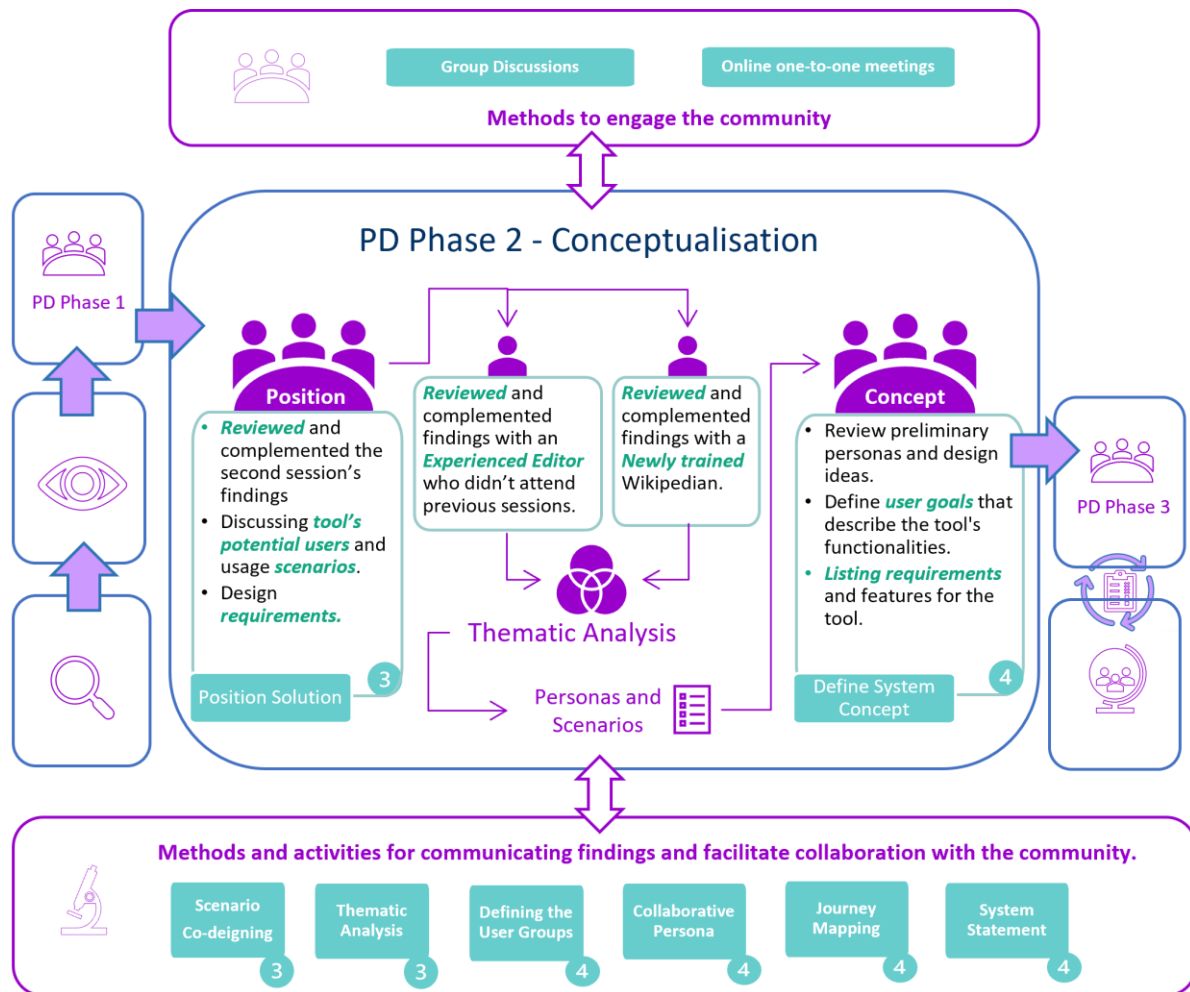 Group Discussions
Online one-to-one meetings
Methods to engage the community
PD Phase 1
PD Phase 2 - Conceptualisation
Position
• Reviewed and
complemented the
second session's
findings
• Discussing tool's
potential users and
usage scenarios.
• Design
requirements.
Position Solution
3
Reviewed and
complemented
findings with an
Experienced Editor
who didn't attend
previous sessions.
Reviewed and
complemented
findings with a
Newly trained
Wikipedian.
Thematic Analysis
Personas and
Scenarios
Concept
• Review preliminary
personas and design
ideas.
• Define user goals that
describe the tool's
functionalities.
• Listing requirements
and features for the
tool.
Define System
Concept
4
PD Phase 3
Methods and activities for communicating findings and facilitate collaboration with the community.
Scenario
Co-deigning
3
Thematic
Analysis
3
Defining the
User Groups
4
Collaborative
Persona
4
Journey
Mapping
4
System
Statement
4